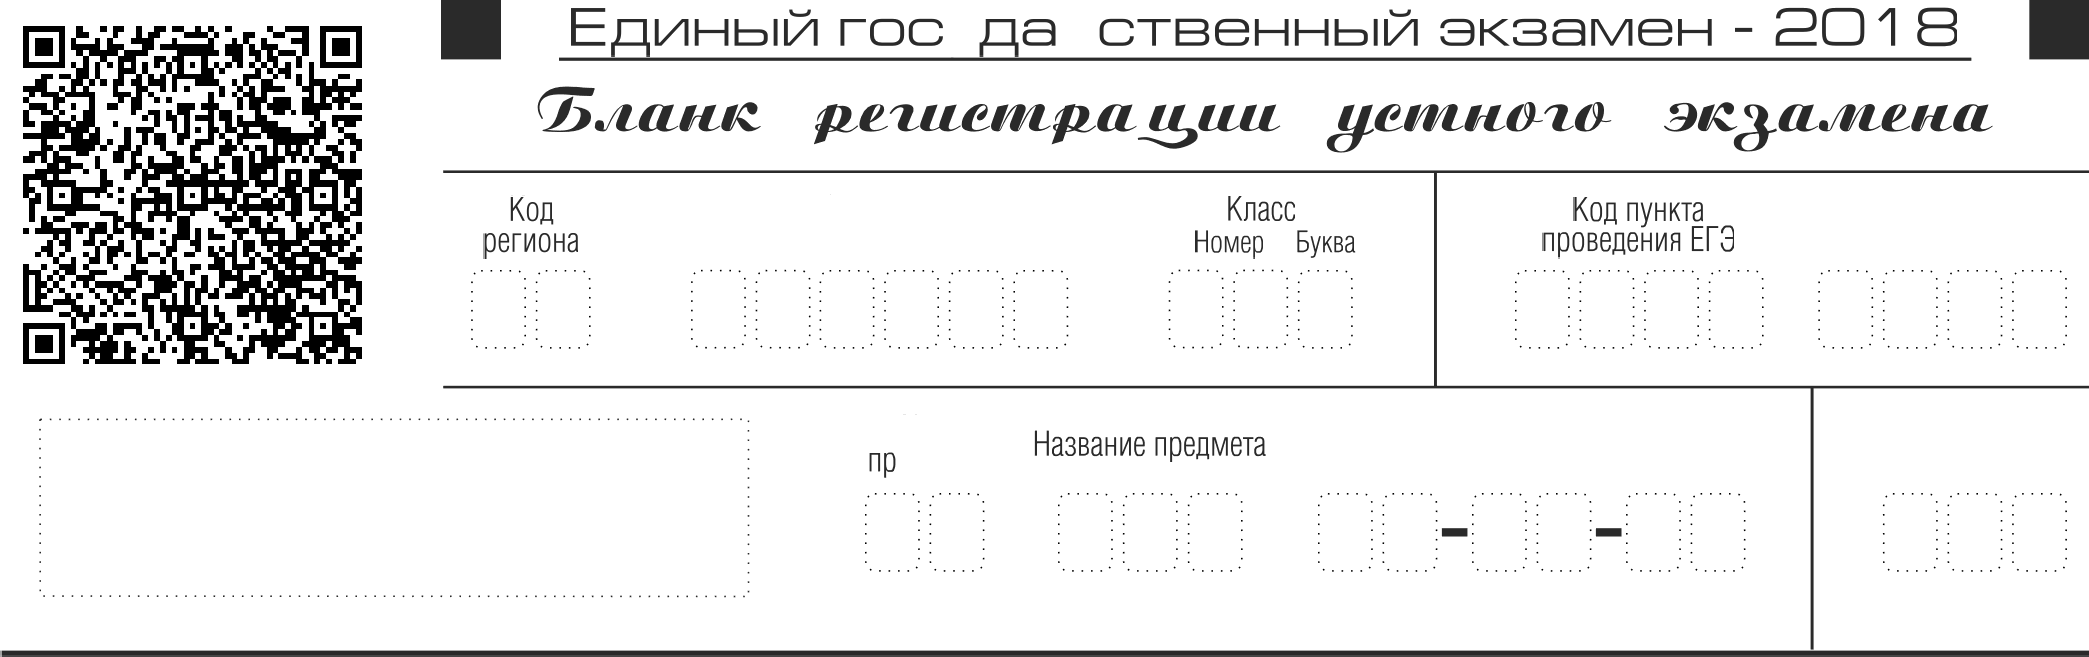 Единый гос да ственный экзамен - 2018
Бланк регистрации устного экзамена
Код региона
Класс
Номер Буква
Код пункта
проведения ЕГЭ
Название предмета
пр